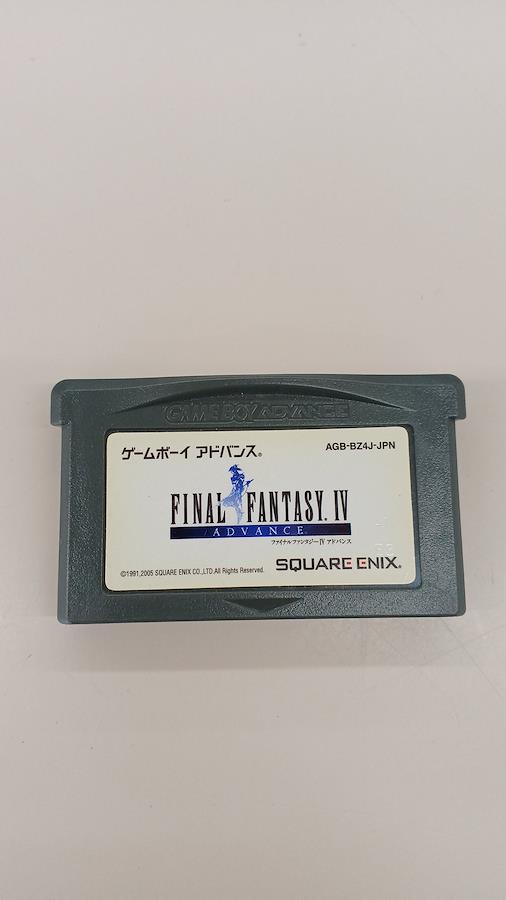 GAME BOY ADVANCE
ゲームボーイ アドバンス®
AGB-BZ4J-JPN
FINAL FANTASY. IV
ADVANCE
ファイナルファンタジーIV アドバンス
©1991,2005 SQUARE ENIX CO.,LTD.All Rights Reserved.
SQUARE ENIX®